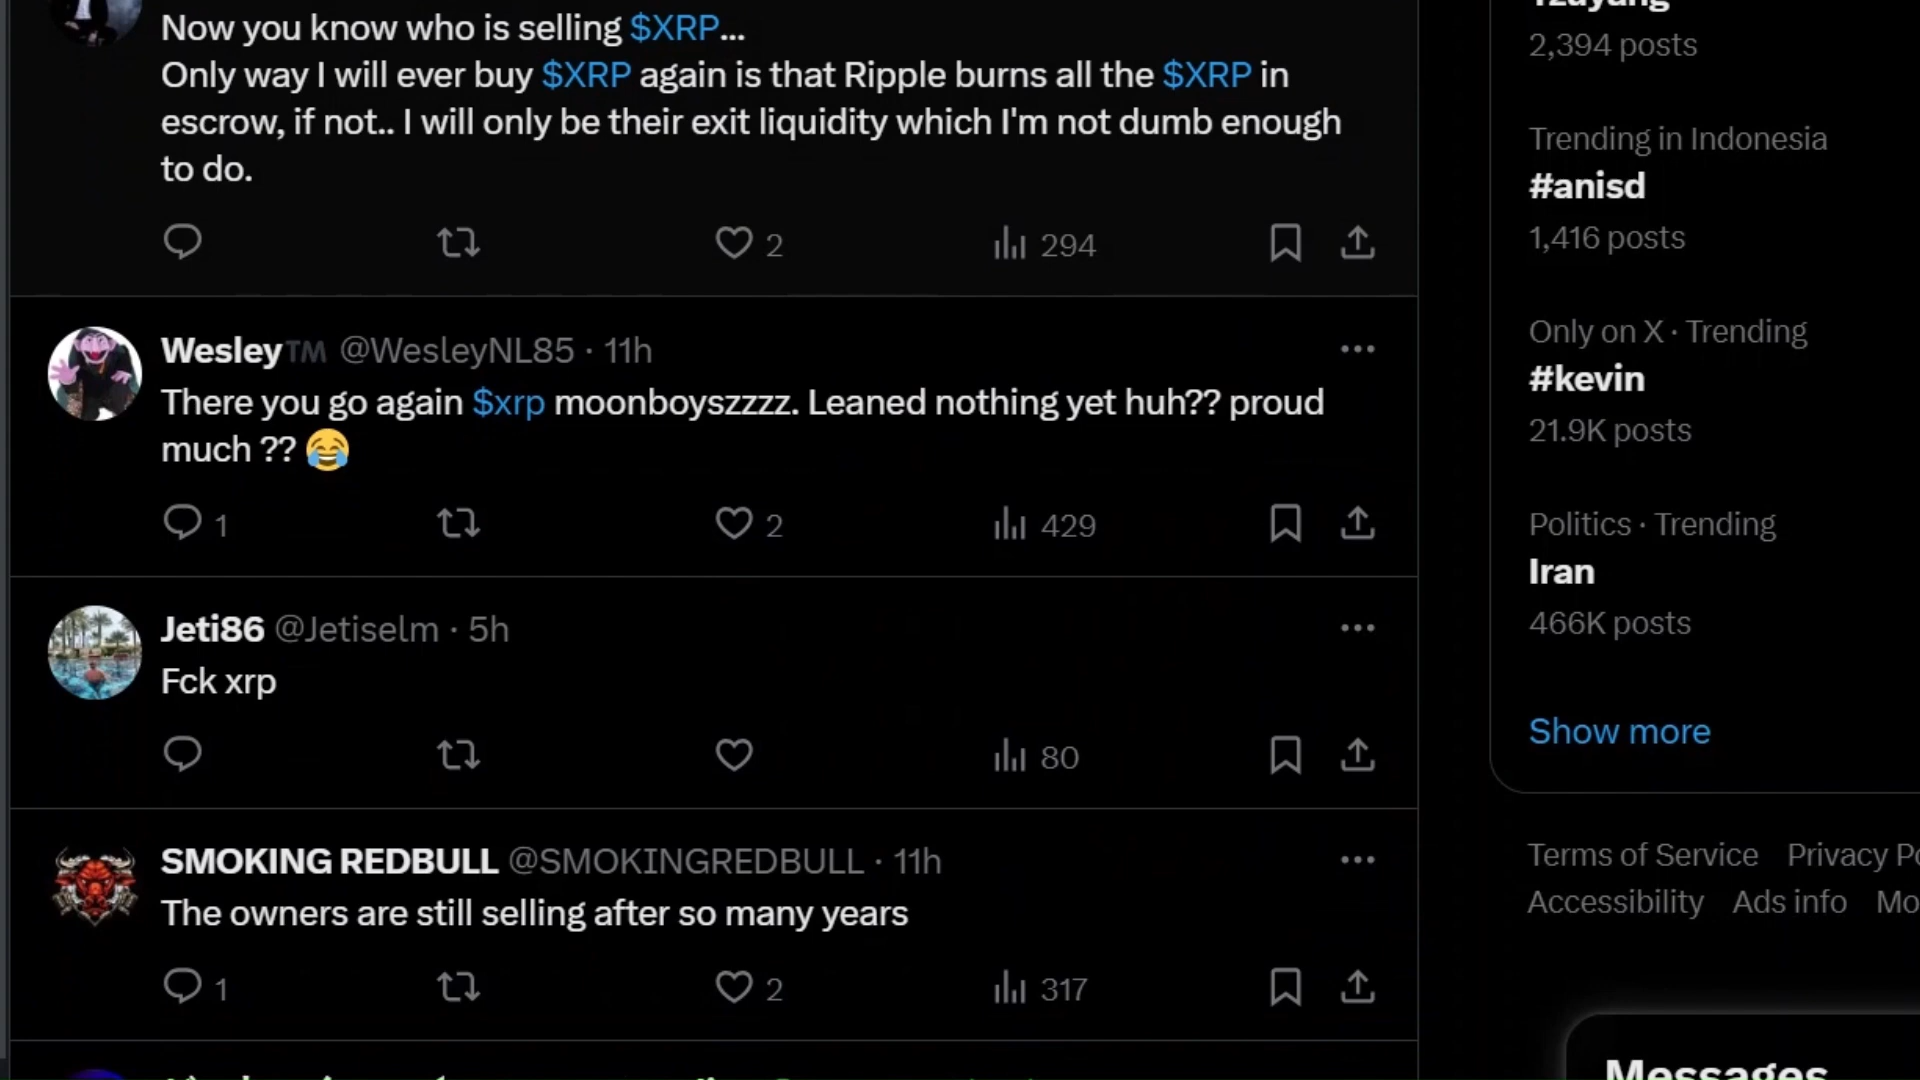 Now you know who is selling $XRP...
Only way I will ever buy $XRP again is that Ripple burns all the $XRP in
escrow, if not.. I will only be their exit liquidity which I'm not dumb enough
to do.
2
294
Wesley™ @WesleyNL85 · 11h
There you go again $xrp moonboyszzzz. Leaned nothing yet huh?? proud
much ?? 😂
1
2
429
Jeti86 @Jetiselm · 5h
Fck xrp
80
SMOKING REDBULL @SMOKINGREDBULL · 11h
The owners are still selling after so many years
1
2
317
2,394 posts
Trending in Indonesia
#anisd
1,416 posts
Only on X · Trending
#kevin
21.9K posts
Politics · Trending
Iran
466K posts
Show more
Terms of Service Privacy Po
Accessibility Ads info Mo
Messages